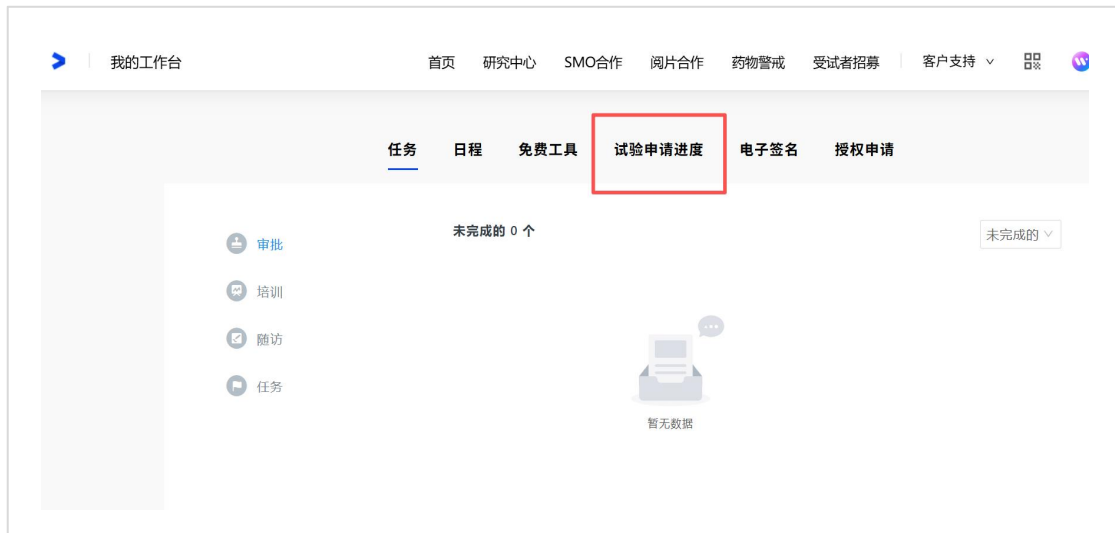 我的工作台 首页 研究中心 SMO合作 阅片合作 药物警戒 受试者招募 客户支持
任务 日程 免费工具 试验申请进度 电子签名 授权申请
未完成的 0 个 未完成的
审批
培训
随访
任务
暂无数据